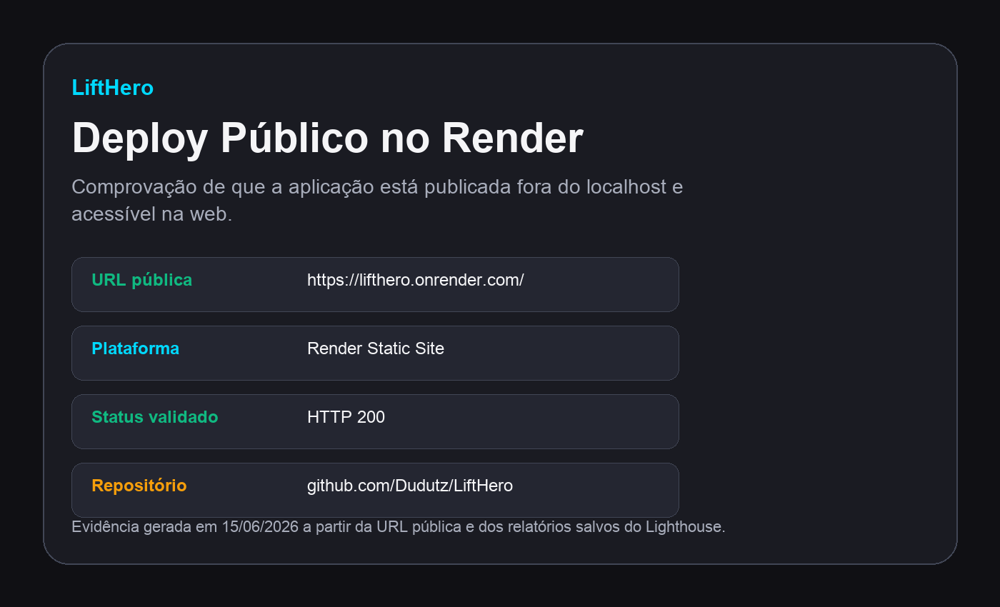 LiftHero
Deploy Público no Render
Comprovação de que a aplicação está publicada fora do localhost e
acessível na web.
URL pública https://lifthero.onrender.com/
Plataforma Render Static Site
Status validado HTTP 200
Repositório github.com/Dudutz/LiftHero
Evidência gerada em 15/06/2026 a partir da URL pública e dos relatórios salvos do Lighthouse.